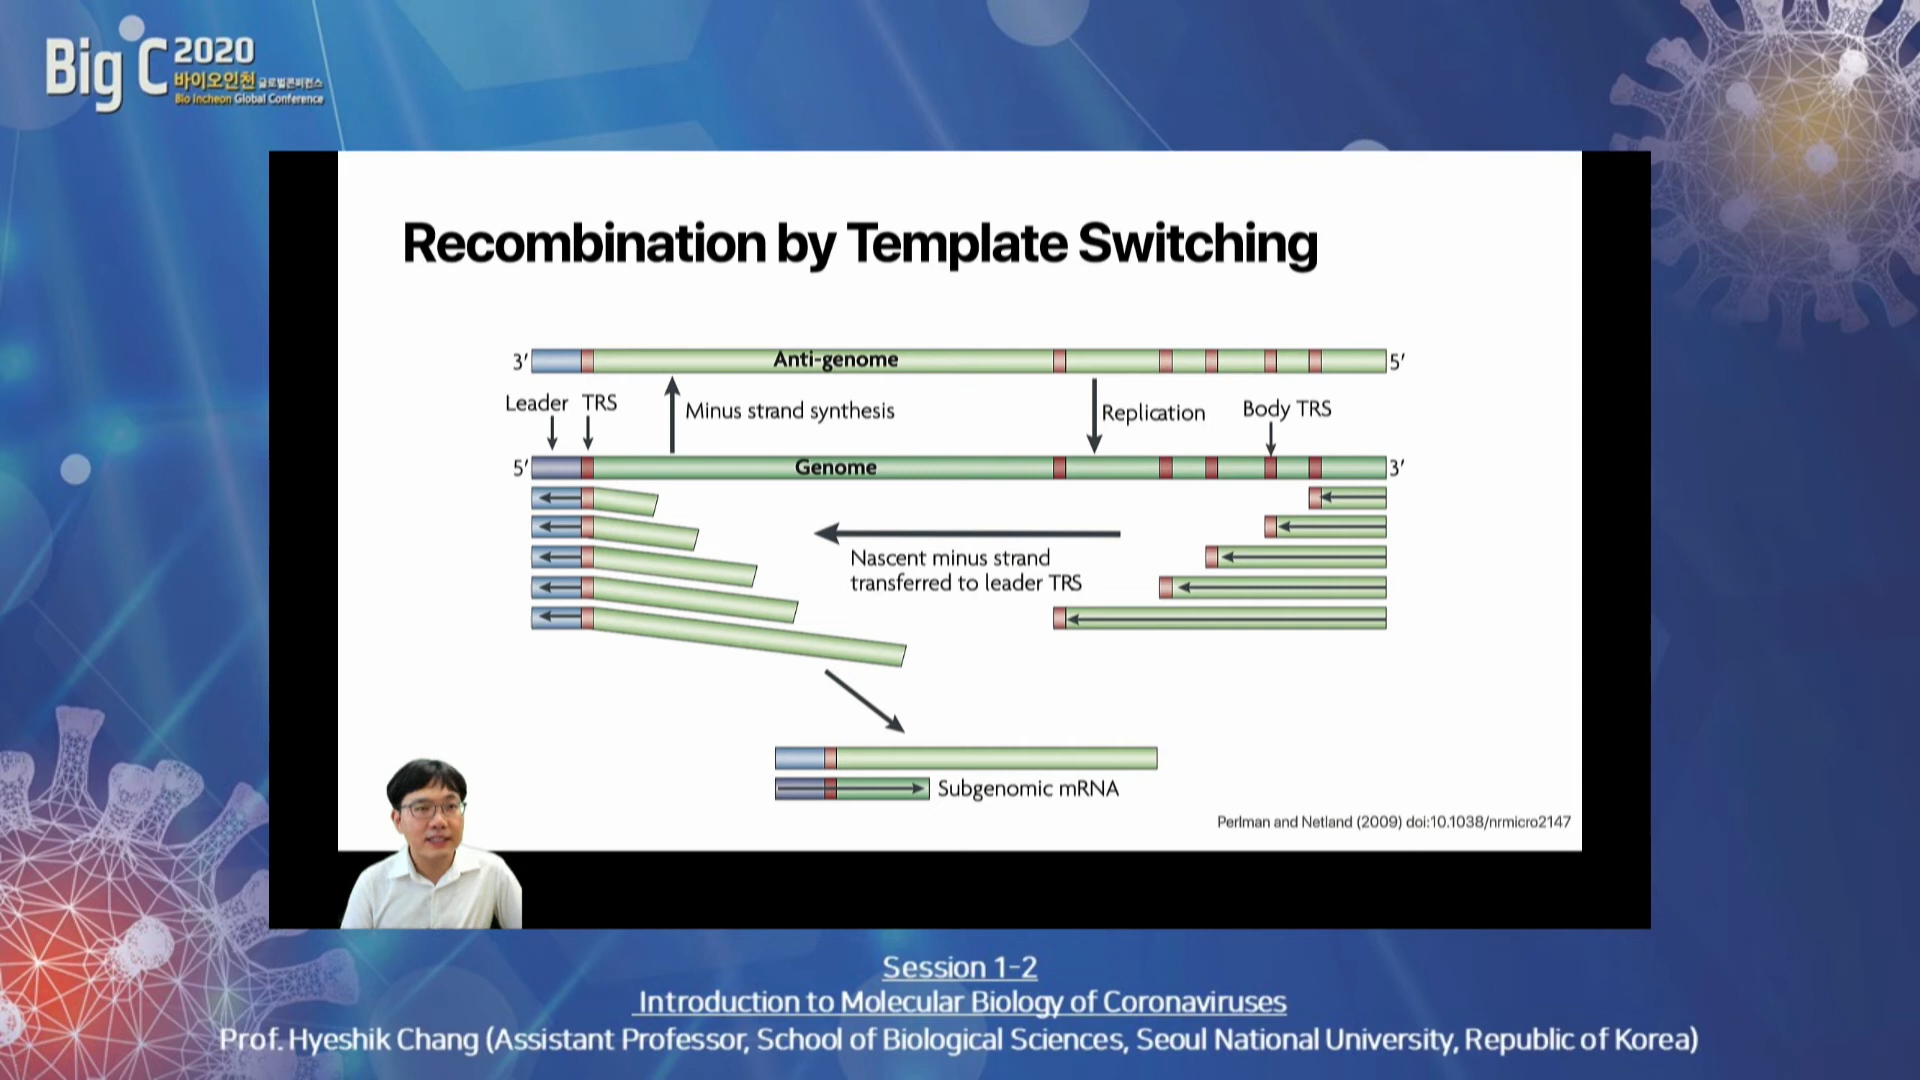 Big C 2020
바이오인천 글로벌콘퍼런스
Bio Incheon Global Conference
Recombination by Template Switching
3′ Anti-genome 5′
Leader TRS
Minus strand synthesis
Replication
Body TRS
5′ Genome 3′
Nascent minus strand
transferred to leader TRS
Subgenomic mRNA
Perlman and Netland (2009) doi:10.1038/nrmicro2147
Session 1-2
Introduction to Molecular Biology of Coronaviruses
Prof. Hyeshik Chang (Assistant Professor, School of Biological Sciences, Seoul National University, Republic of Korea)